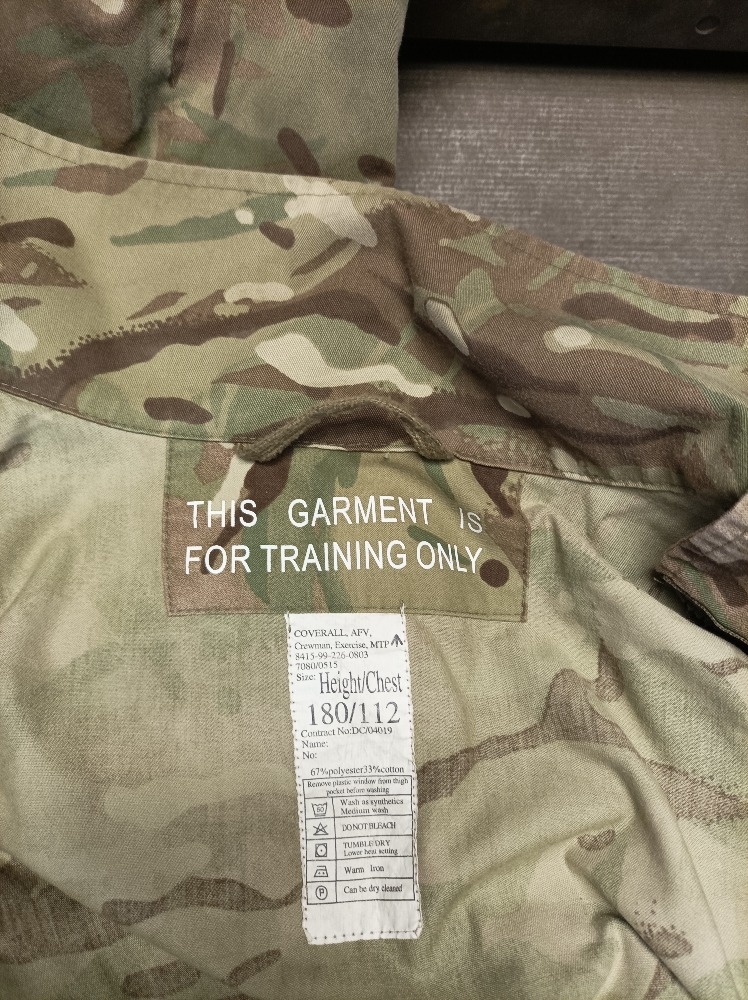 THIS GARMENT IS
FOR TRAINING ONLY
COVERALL, AFV,
Crewman, Exercise, MTP
8415-99-226-0803
7080/0515
Size: Height/Chest
180/112
Contract No:DC/04019
Name:
No:
67%polyester33%cotton
Remove plastic window from thigh
pocket before washing
50
Wash as synthetics
Medium wash
DO NOT BLEACH
TUMBLE DRY
Lower heat setting
Warm Iron
P
Can be dry cleaned